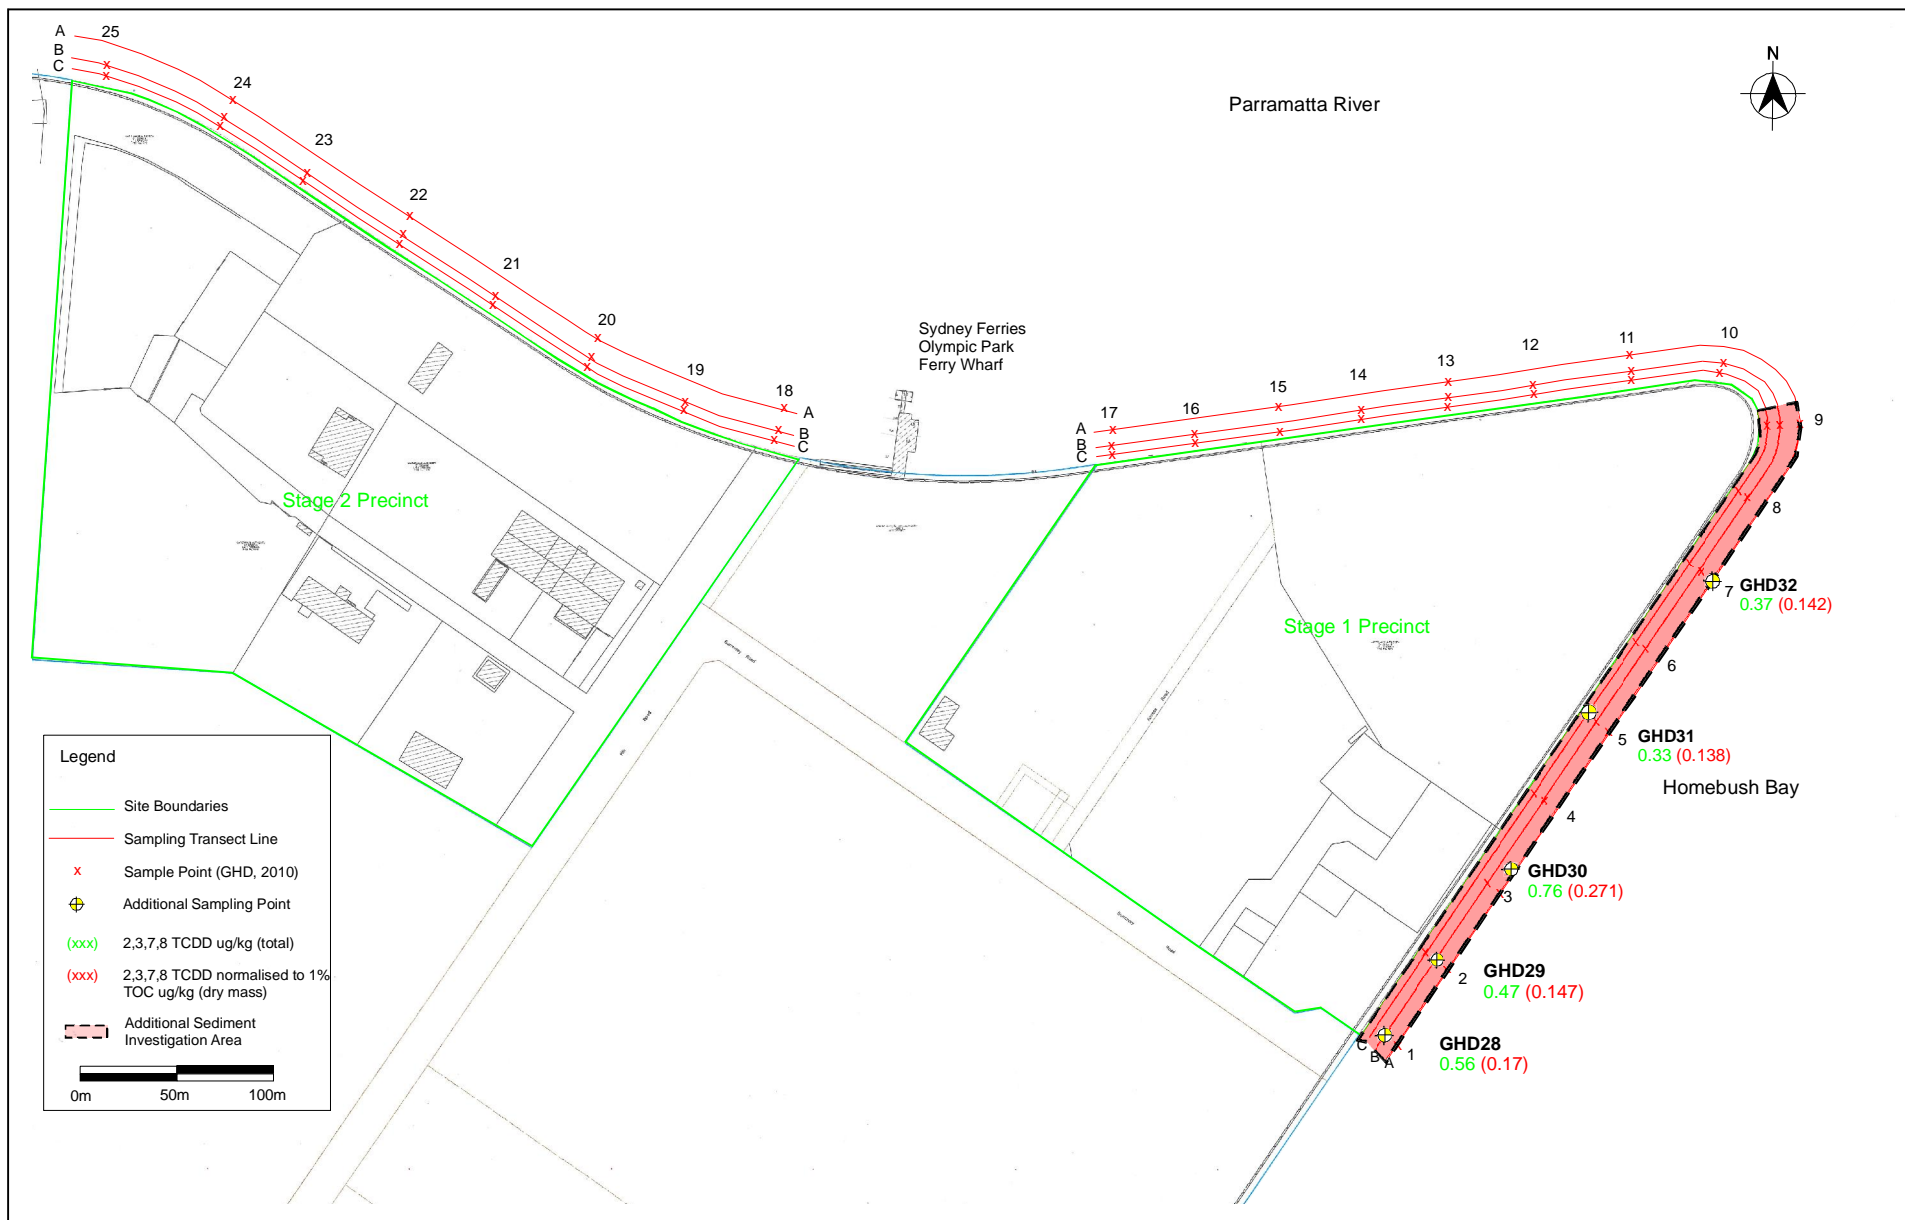 A
25
B
C
24
23
22
21
20
19
18
A
B
C
Parramatta River
N
Sydney Ferries
Olympic Park
Ferry Wharf
17
16
15
14
13
12
11
10
9
A
B
C
8
7
GHD32
0.37 (0.142)
6
5
GHD31
0.33 (0.138)
Homebush Bay
4
3
GHD30
0.76 (0.271)
2
GHD29
0.47 (0.147)
1
GHD28
0.56 (0.17)
C
B
A
Stage 2 Precinct
Stage 1 Precinct
Legend
Site Boundaries
Sampling Transect Line
x Sample Point (GHD, 2010)
Additional Sampling Point
(xxx) 2,3,7,8 TCDD ug/kg (total)
(xxx) 2,3,7,8 TCDD normalised to 1%
TOC ug/kg (dry mass)
Additional Sediment
Investigation Area
0m 50m 100m